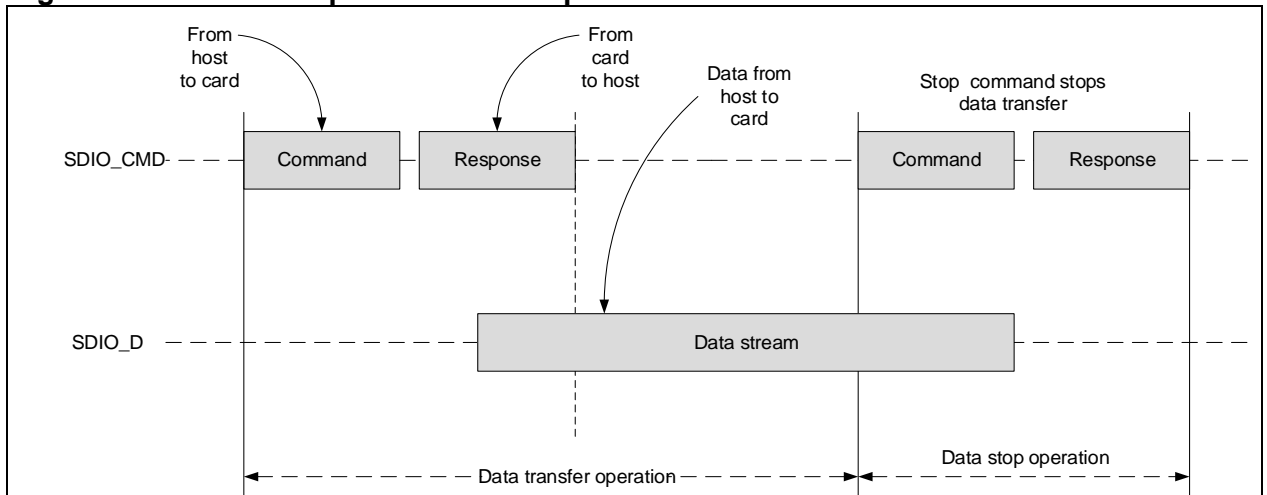 From
host
to card
From
card
to host
Data from
host to
card
Stop command stops
data transfer
SDIO_CMD
Command
Response
Command
Response
SDIO_D
Data stream
Data transfer operation
Data stop operation